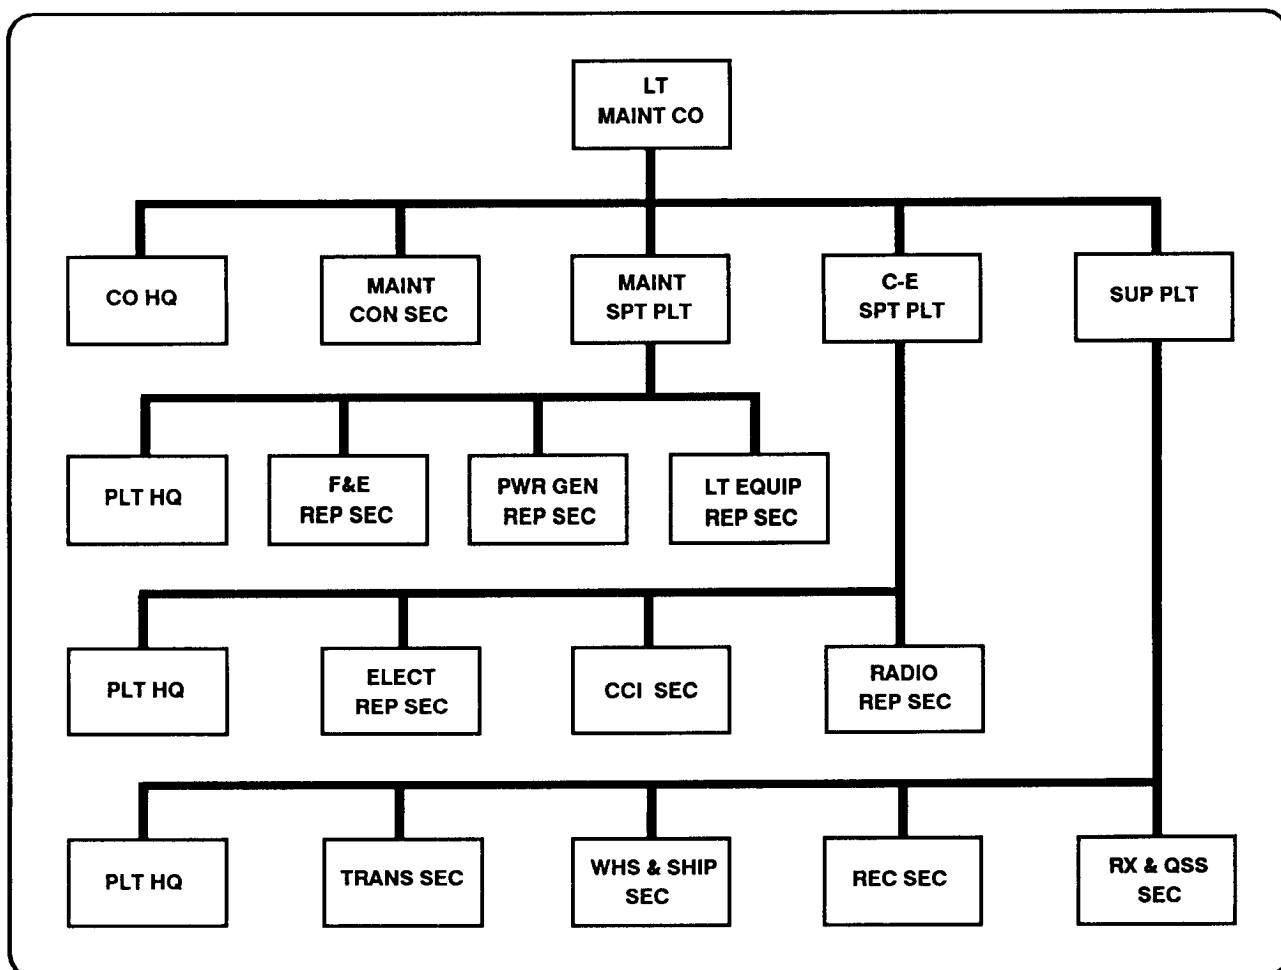 LT
MAINT CO
CO HQ
MAINT
CON SEC
MAINT
SPT PLT
C-E
SPT PLT
SUP PLT
PLT HQ
F&E
REP SEC
PWR GEN
REP SEC
LT EQUIP
REP SEC
PLT HQ
ELECT
REP SEC
CCI SEC
RADIO
REP SEC
PLT HQ
TRANS SEC
WHS & SHIP
SEC
REC SEC
RX & QSS
SEC